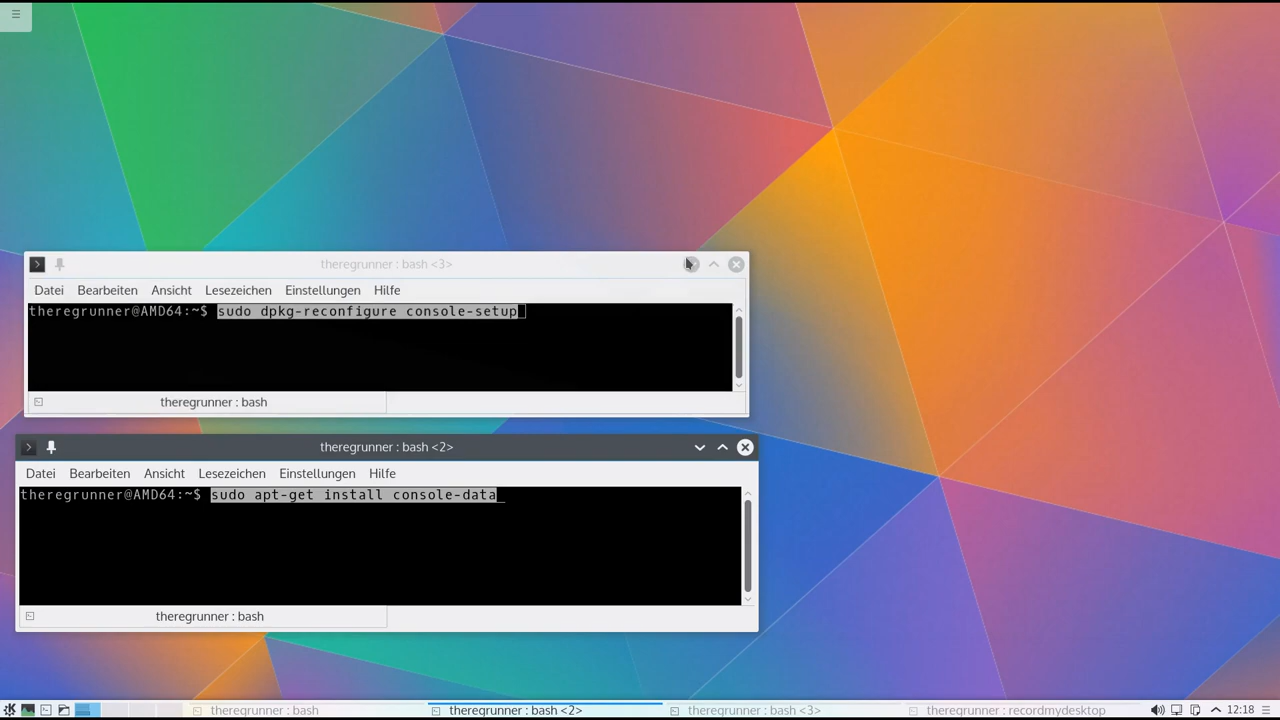 theregrunner : bash <3>
Datei Bearbeiten Ansicht Lesezeichen Einstellungen Hilfe
theregrunner@AMD64:~$ sudo dpkg-reconfigure console-setup
theregrunner : bash
theregrunner : bash <2>
Datei Bearbeiten Ansicht Lesezeichen Einstellungen Hilfe
theregrunner@AMD64:~$ sudo apt-get install console-data
theregrunner : bash
theregrunner : bash theregrunner : bash <2> theregrunner : bash <3> theregrunner : recordmydesktop 12:18